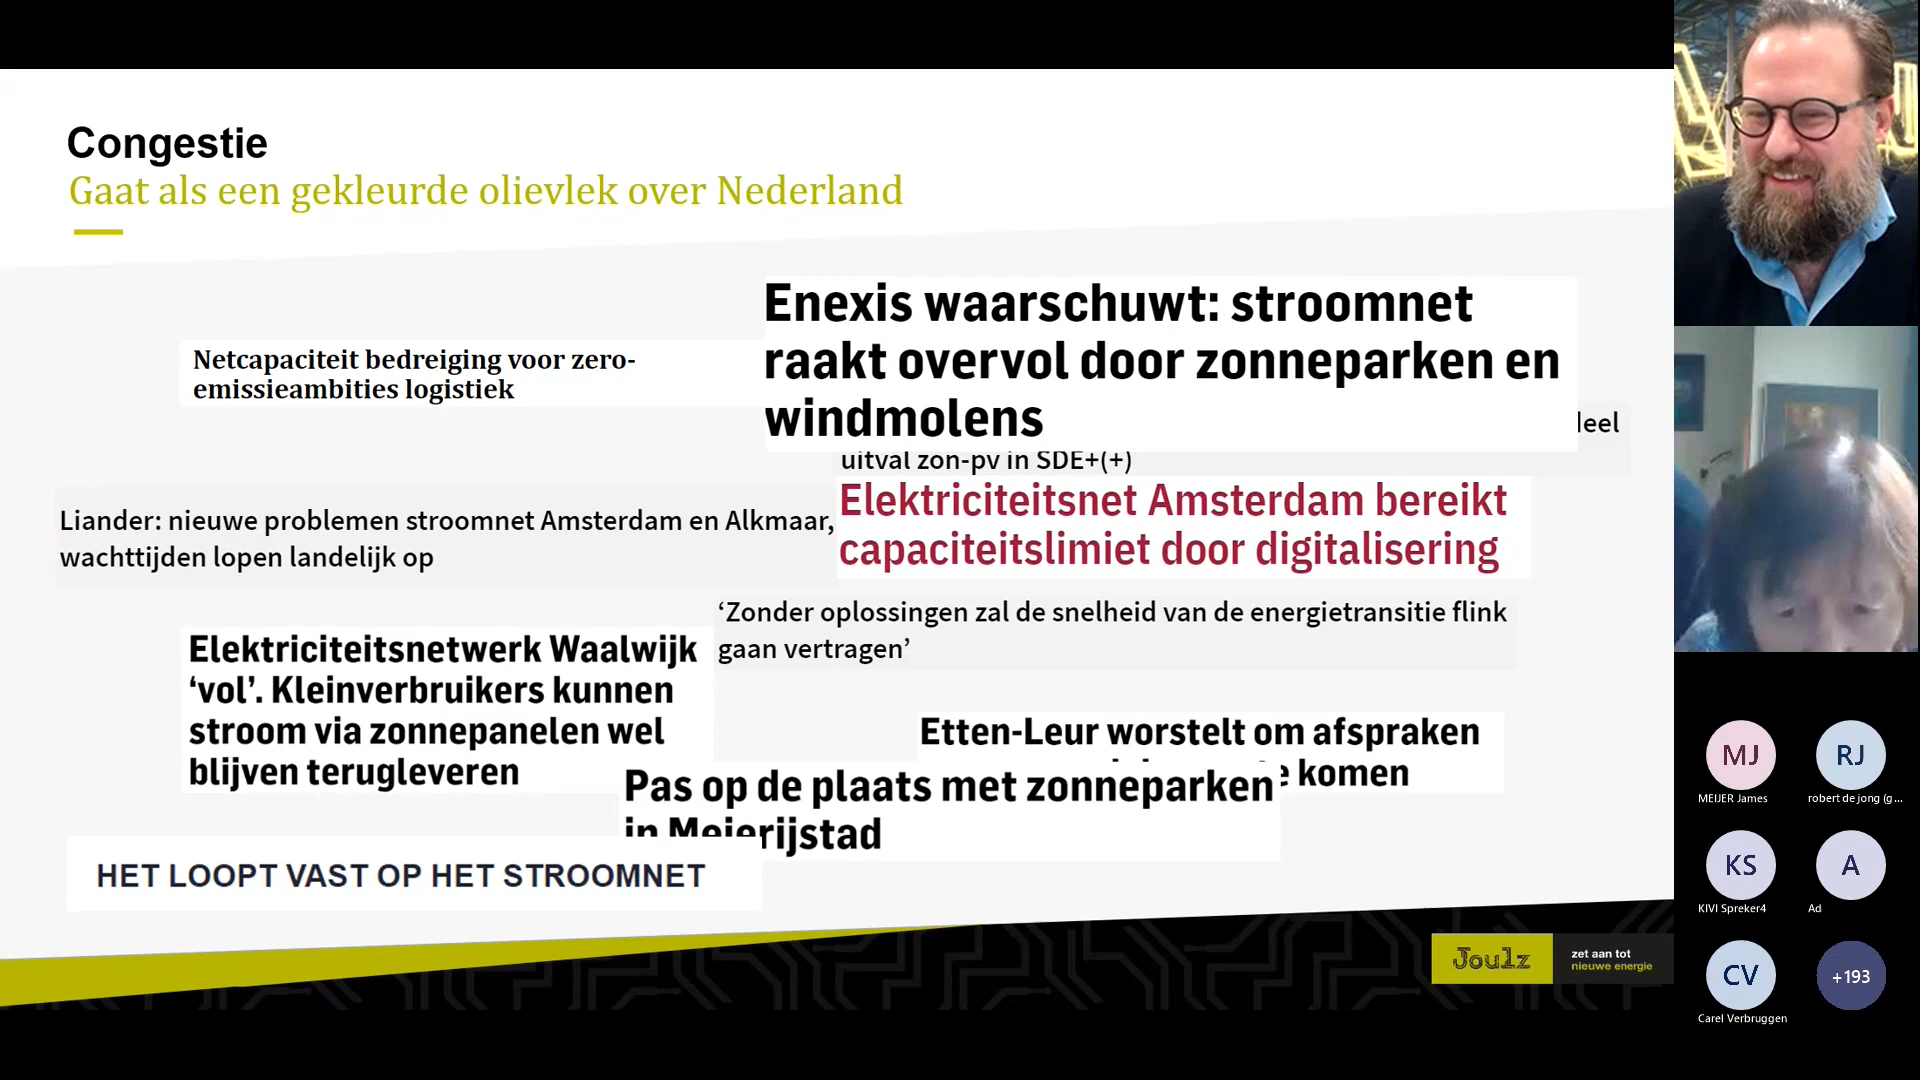 Congestie
Gaat als een gekleurde olievlek over Nederland
Enexis waarschuwt: stroomnet
raakt overvol door zonneparken en
windmolens
Netcapaciteit bedreiging voor zero-
emissieambities logistiek
deel
uitval zon-pv in SDE+(+)
Elektriciteitsnet Amsterdam bereikt
capaciteitslimiet door digitalisering
Liander: nieuwe problemen stroomnet Amsterdam en Alkmaar,
wachttijden lopen landelijk op
‘Zonder oplossingen zal de snelheid van de energietransitie flink
gaan vertragen’
Elektriciteitsnetwerk Waalwijk
‘vol’. Kleinverbruikers kunnen
stroom via zonnepanelen wel
blijven terugleveren
Etten-Leur worstelt om afspraken
te komen
Pas op de plaats met zonneparken
in Meierijstad
HET LOOPT VAST OP HET STROOMNET
Joulz
zet aan tot
nieuwe energie
MJ
MEIJER James
RJ
robert de jong (g...
KS
KIVI Spreker4
A
Ad
CV
Carel Verbruggen
+193